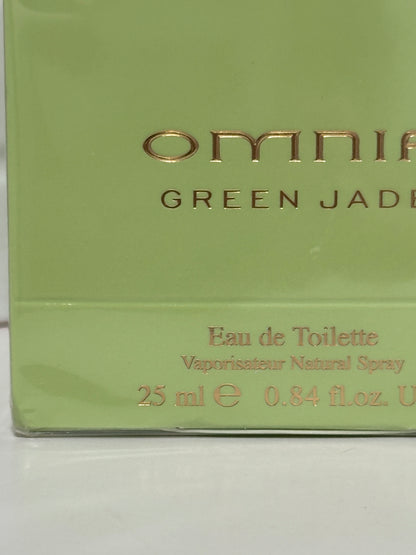 OMNIA
GREEN JADE
Eau de Toilette
Vaporisateur Natural Spray
25 ml ℮ 0.84 fl.oz. U